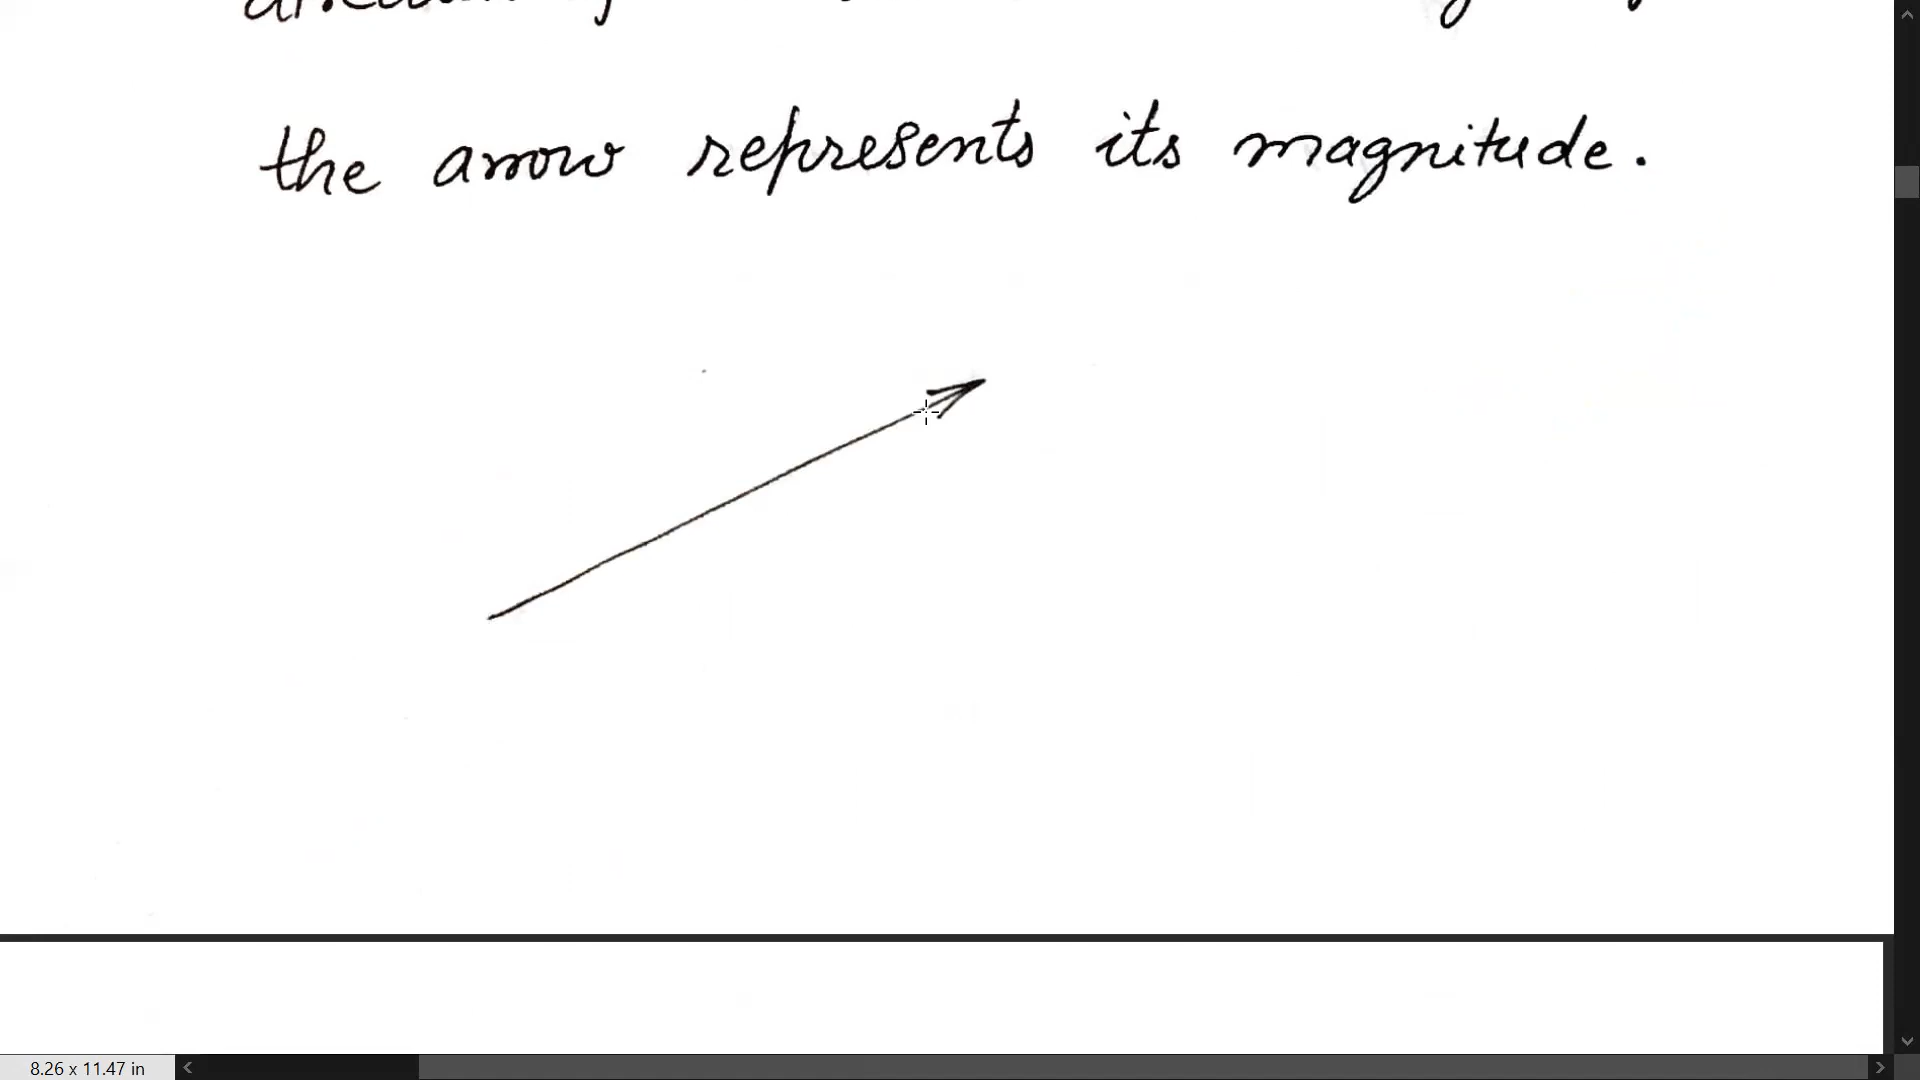 the arrow represents its magnitude.
8.26 x 11.47 in